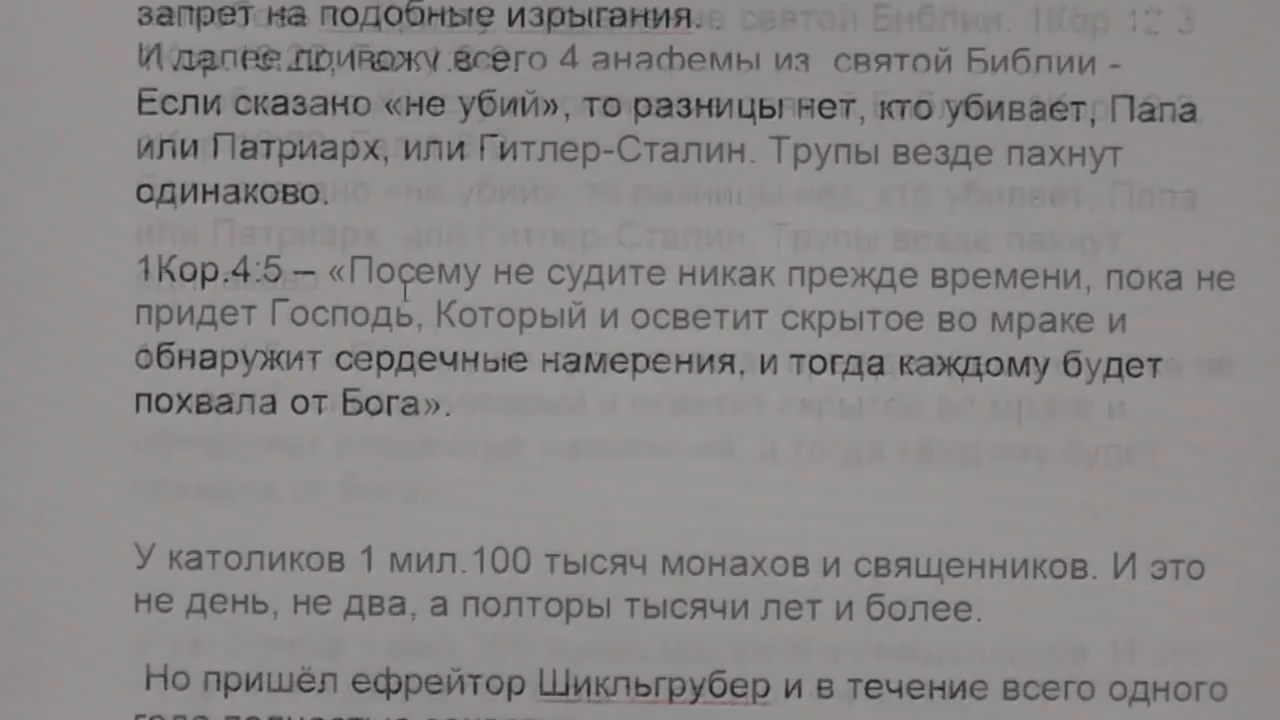 запрет на подобные изрыгания.
И далее привожу всего 4 анафемы из святой Библии -
Если сказано «не убий», то разницы нет, кто убивает, Папа
или Патриарх, или Гитлер-Сталин. Трупы везде пахнут
одинаково.
1Кор.4:5 – «Посему не судите никак прежде времени, пока не
придет Господь, Который и осветит скрытое во мраке и
обнаружит сердечные намерения, и тогда каждому будет
похвала от Бога».
У католиков 1 мил.100 тысяч монахов и священников. И это
не день, не два, а полторы тысячи лет и более.
Но пришёл ефрейтор Шикльгрубер и в течение всего одного